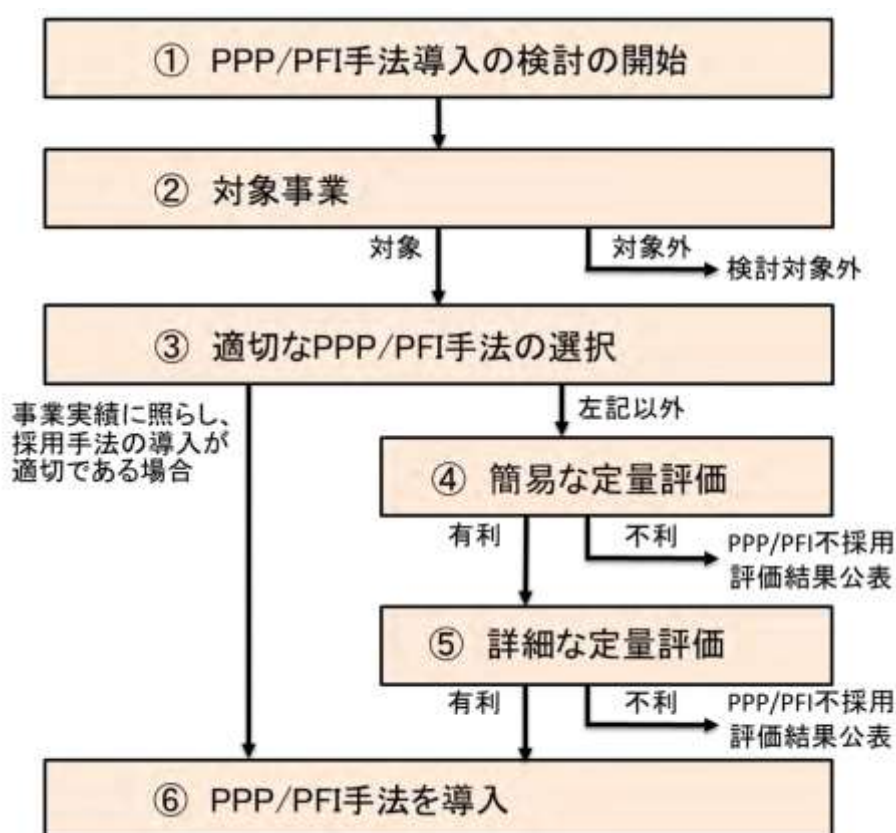 ① PPP/PFI手法導入の検討の開始
② 対象事業
対象
対象外
検討対象外
③ 適切なPPP/PFI手法の選択
事業実績に照らし、
採用手法の導入が
適切である場合
左記以外
④ 簡易な定量評価
有利
不利
PPP/PFI不採用
評価結果公表
⑤ 詳細な定量評価
有利
不利
PPP/PFI不採用
評価結果公表
⑥ PPP/PFI手法を導入